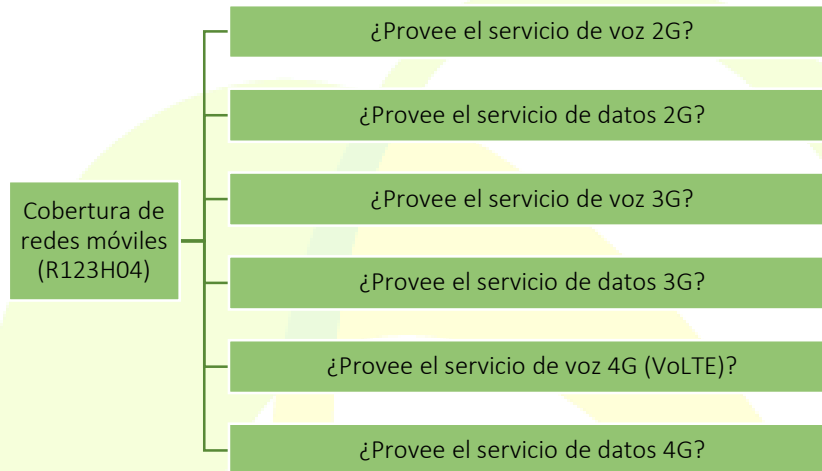 ¿Provee el servicio de voz 2G?
¿Provee el servicio de datos 2G?
¿Provee el servicio de voz 3G?
Cobertura de
redes móviles
(R123H04)
¿Provee el servicio de datos 3G?
¿Provee el servicio de voz 4G (VoLTE)?
¿Provee el servicio de datos 4G?